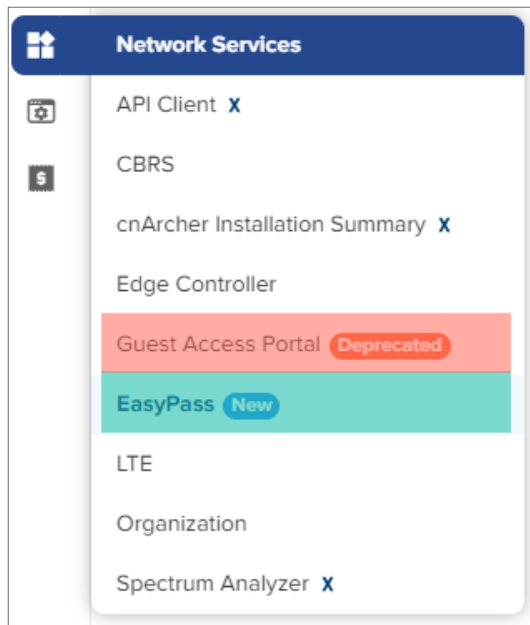 Network Services
API Client X
CBRS
cnArcher Installation Summary X
Edge Controller
Guest Access Portal Deprecated
EasyPass New
LTE
Organization
Spectrum Analyzer X
$